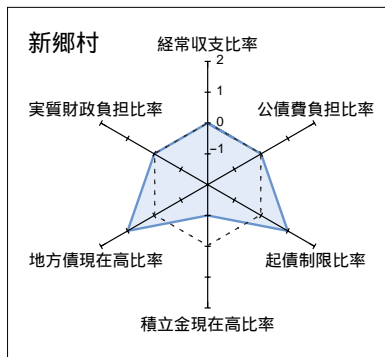 新郷村
経常収支比率
2
1
0
−1
実質財政負担比率
公債費負担比率
地方債現在高比率
起債制限比率
積立金現在高比率